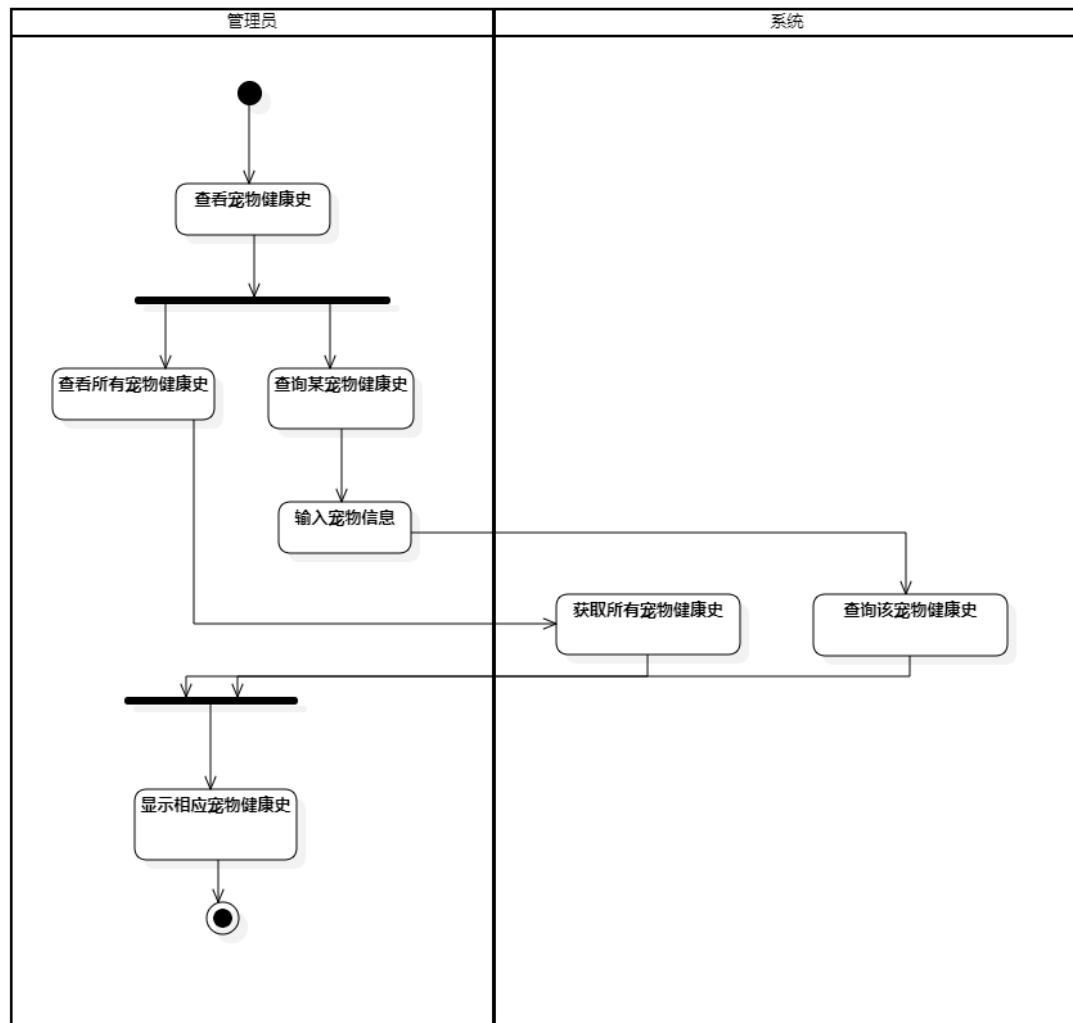 管理员
系统
查看宠物健康史
查看所有宠物健康史
查询某宠物健康史
输入宠物信息
获取所有宠物健康史
查询该宠物健康史
显示相应宠物健康史